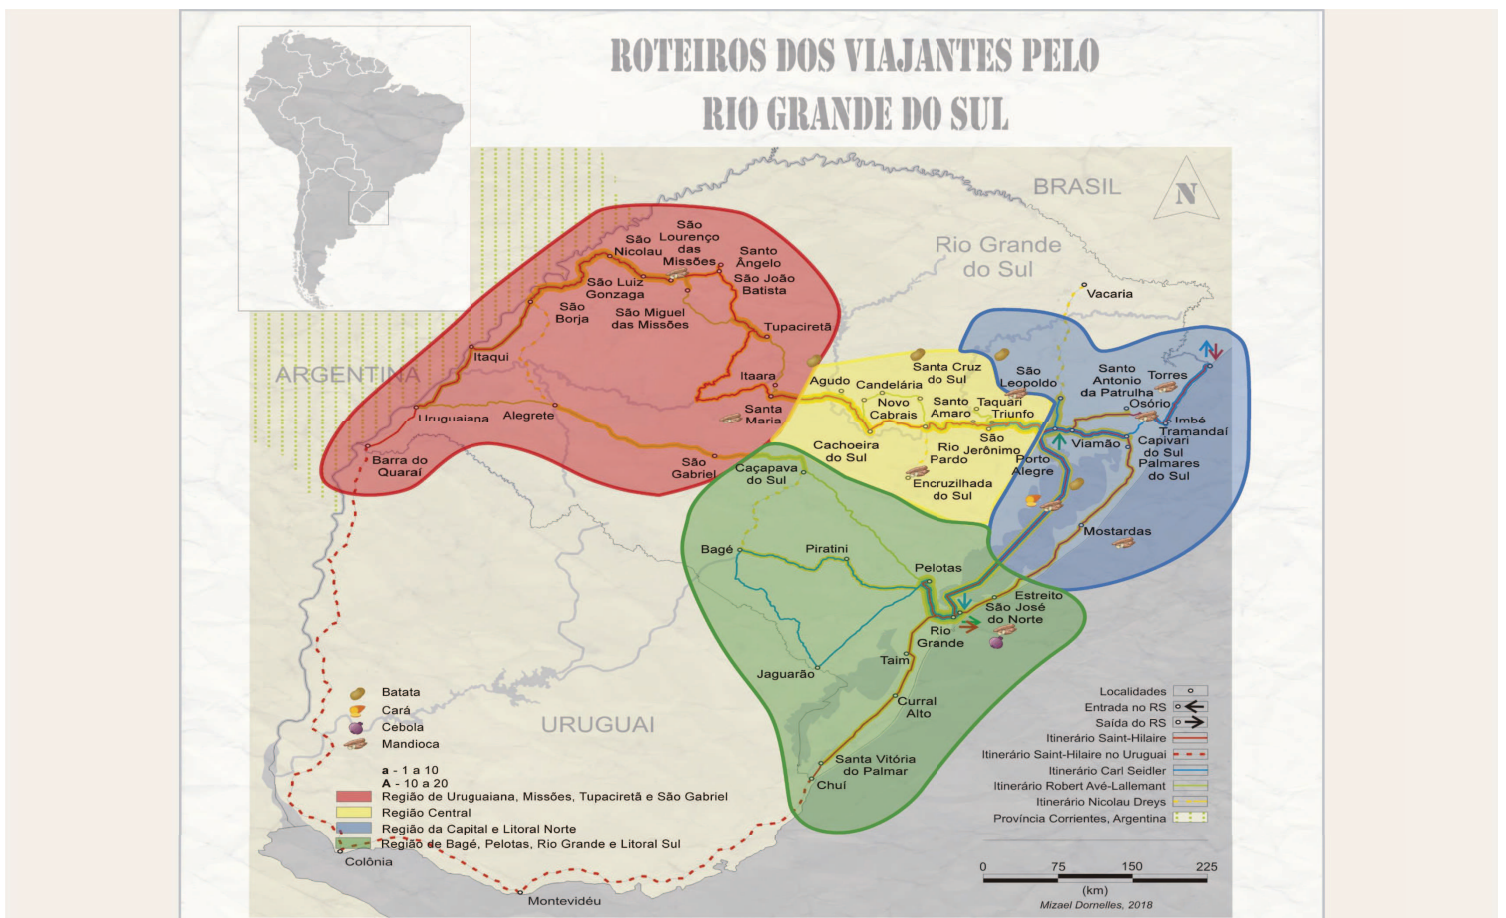 ROTEIROS DOS VIAJANTES PELO
RIO GRANDE DO SUL
BRASIL
N
Rio Grande
do Sul
Vacaria
ARGENTINA
São
Nicolau
São
Lourenço
das
Missões
Santo
Ângelo
São João
Batista
São Luiz
Gonzaga
São
Borja
São Miguel
das Missões
Tupaciretã
Itaqui
Itaara
Santa
Maria
Uruguaiana
Alegrete
Barra do
Quaraí
São
Gabriel
Agudo
Candelária
Santa Cruz
do Sul
Novo
Cabrais
Santo
Amaro
Taquari
Triunfo
Cachoeira
do Sul
Rio
Pardo
São
Jerônimo
Encruzilhada
do Sul
São
Leopoldo
Santo
Antonio
da Patrulha
Torres
Osório
Imbé
Tramandaí
Viamão
Capivari
do Sul
Palmares
do Sul
Porto
Alegre
Mostardas
Caçapava
do Sul
Bagé
Piratini
Pelotas
Estreito
São José
do Norte
Rio
Grande
Jaguarão
Taim
Curral
Alto
Santa Vitória
do Palmar
Chuí
URUGUAI
Colônia
Montevidéu
Batata
Cará
Cebola
Mandioca
a - 1 a 10
A - 10 a 20
Região de Uruguaiana, Missões, Tupaciretã e São Gabriel
Região Central
Região da Capital e Litoral Norte
Região de Bagé, Pelotas, Rio Grande e Litoral Sul
Localidades
Entrada no RS
Saída do RS
Itinerário Saint-Hilaire
Itinerário Saint-Hilaire no Uruguai
Itinerário Carl Seidler
Itinerário Robert Avé-Lallemant
Itinerário Nicolau Dreys
Província Corrientes, Argentina
0 75 150 225
(km)
Mizael Dornelles, 2018